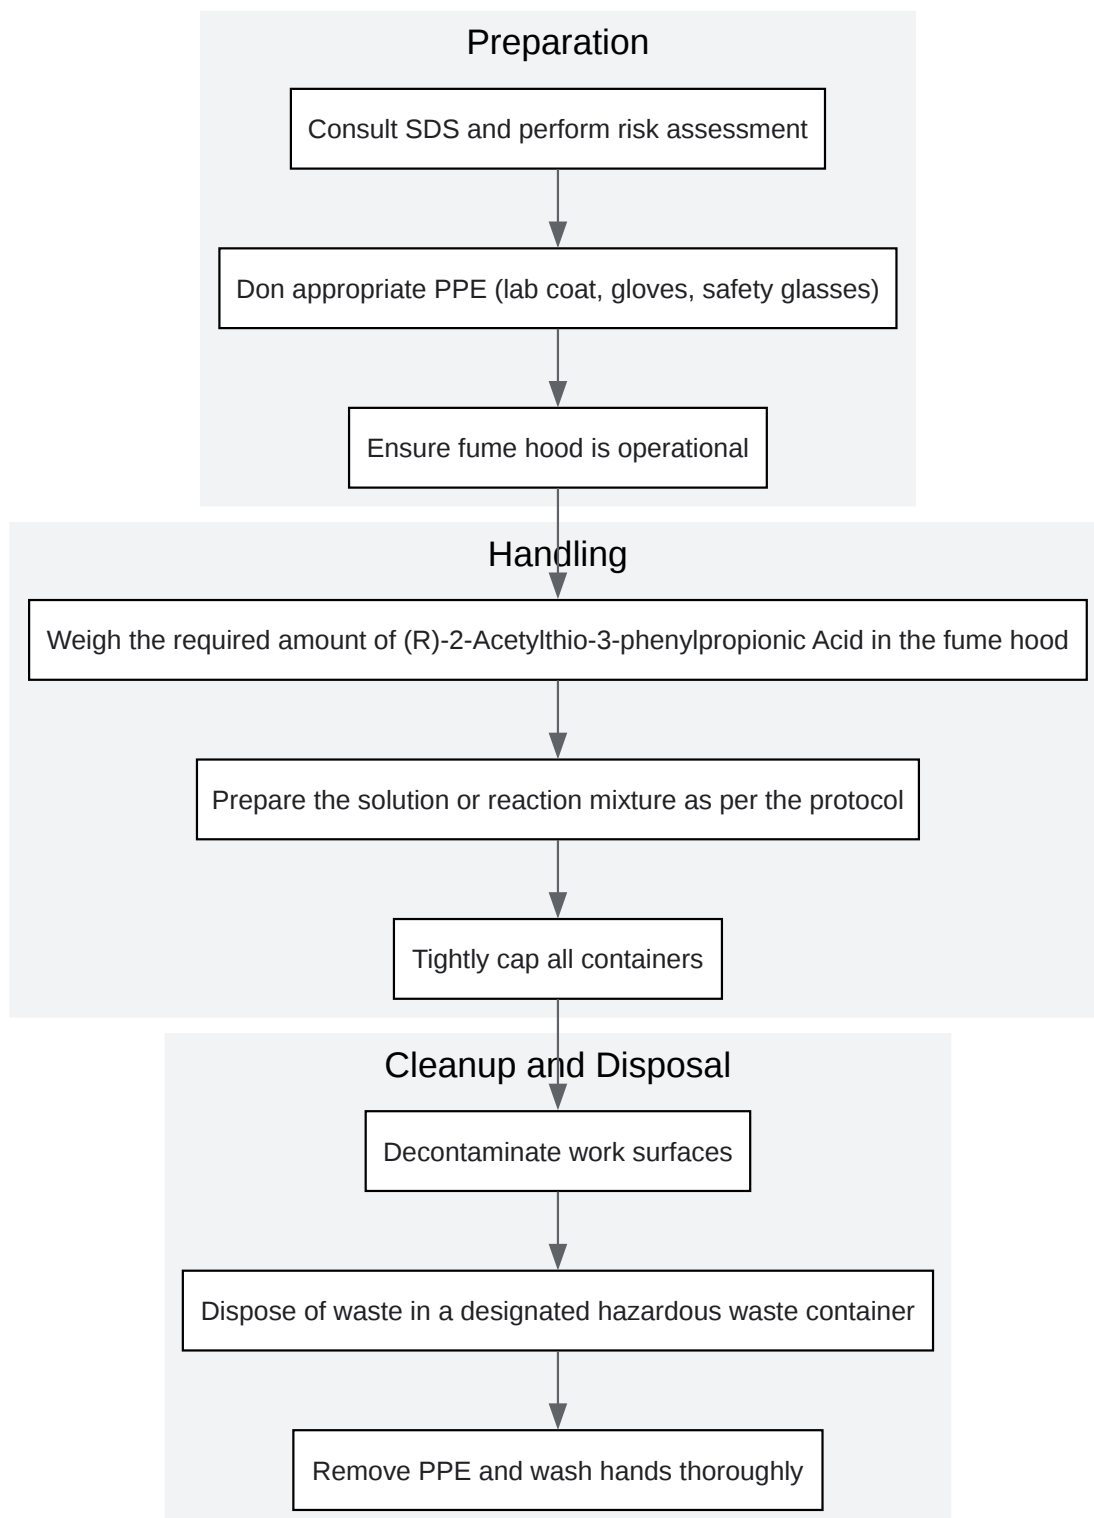 Preparation
Consult SDS and perform risk assessment
Don appropriate PPE (lab coat, gloves, safety glasses)
Ensure fume hood is operational
Handling
Weigh the required amount of (R)-2-Acetylthio-3-phenylpropionic Acid in the fume hood
Prepare the solution or reaction mixture as per the protocol
Tightly cap all containers
Cleanup and Disposal
Decontaminate work surfaces
Dispose of waste in a designated hazardous waste container
Remove PPE and wash hands thoroughly